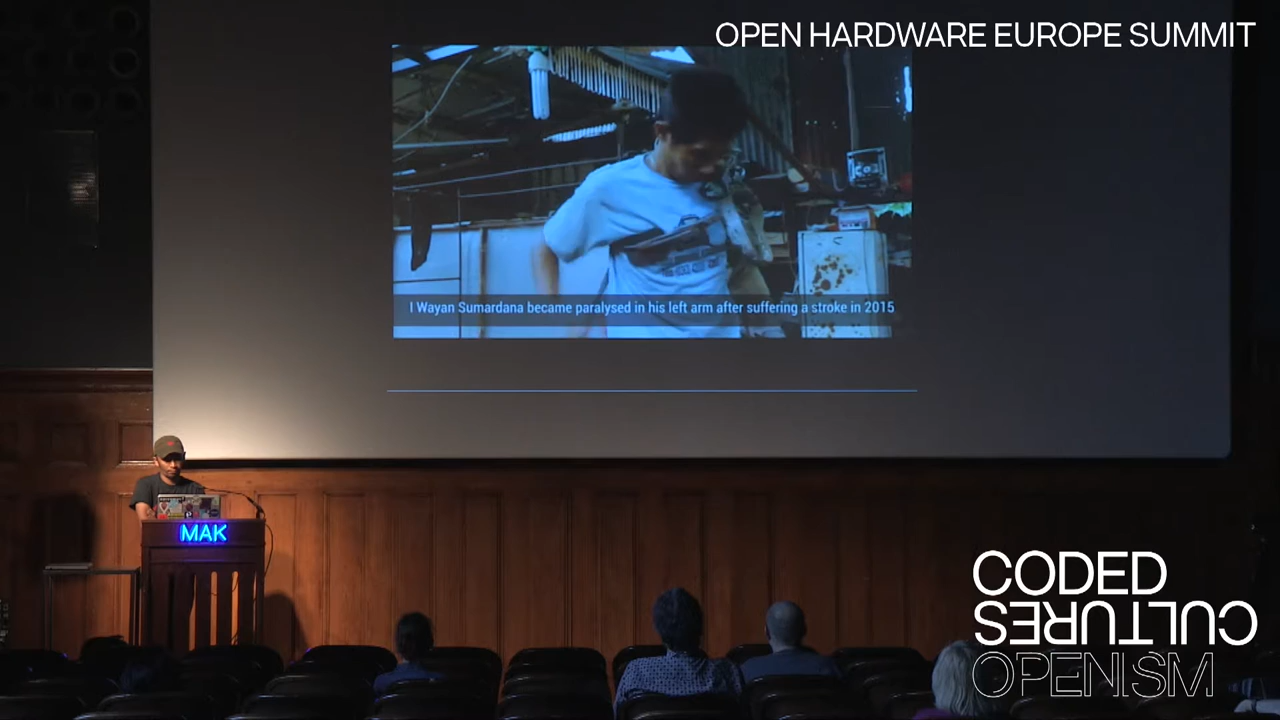 OPEN HARDWARE EUROPE SUMMIT
I Wayan Sumardana became paralysed in his left arm after suffering a stroke in 2015
MAK
CODED
CULTURES
OPENISM